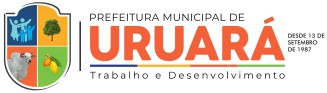 PREFEITURA MUNICIPAL DE
URUARÁ
DESDE 13 DE
SETEMBRO
DE 1987
Trabalho e Desenvolvimento